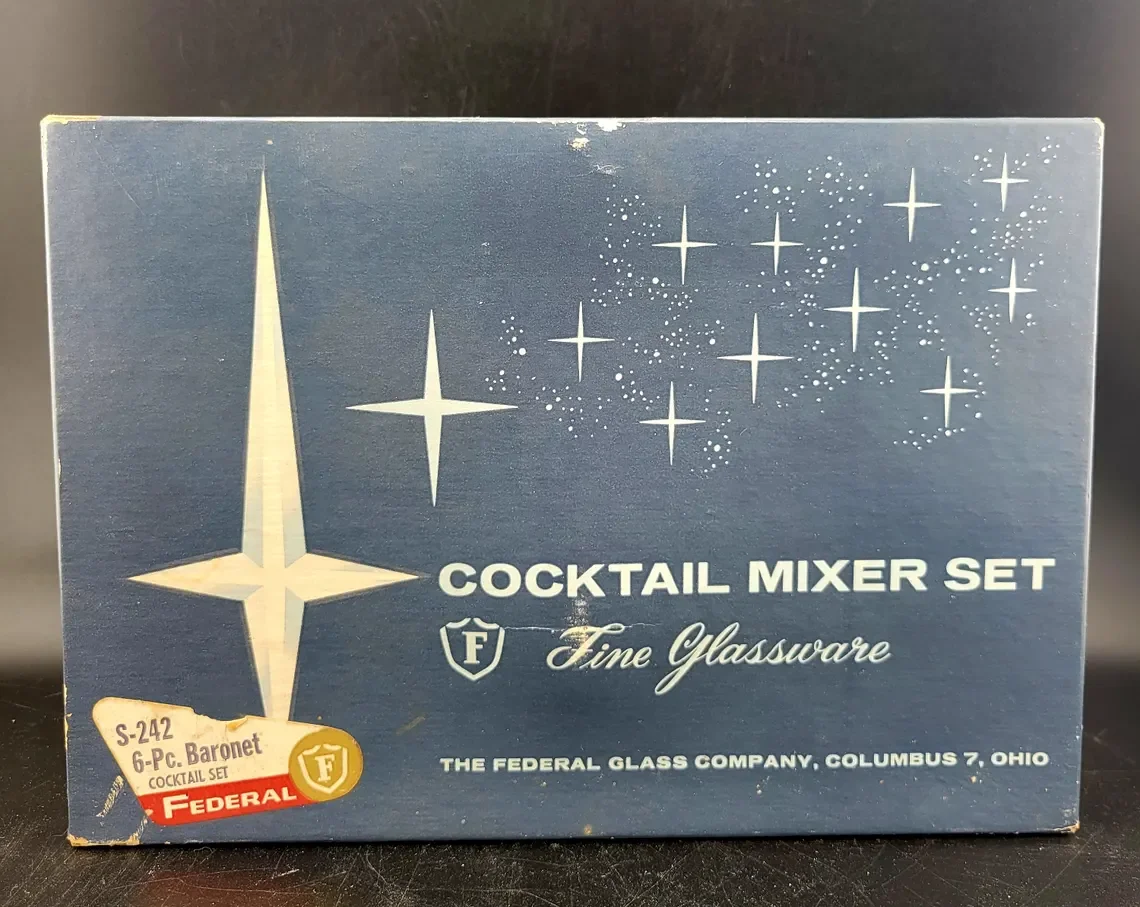 COCKTAIL MIXER SET
F
Fine Glassware
THE FEDERAL GLASS COMPANY, COLUMBUS 7, OHIO
S-242
6-Pc. Baronet
COCKTAIL SET
FEDERAL
F